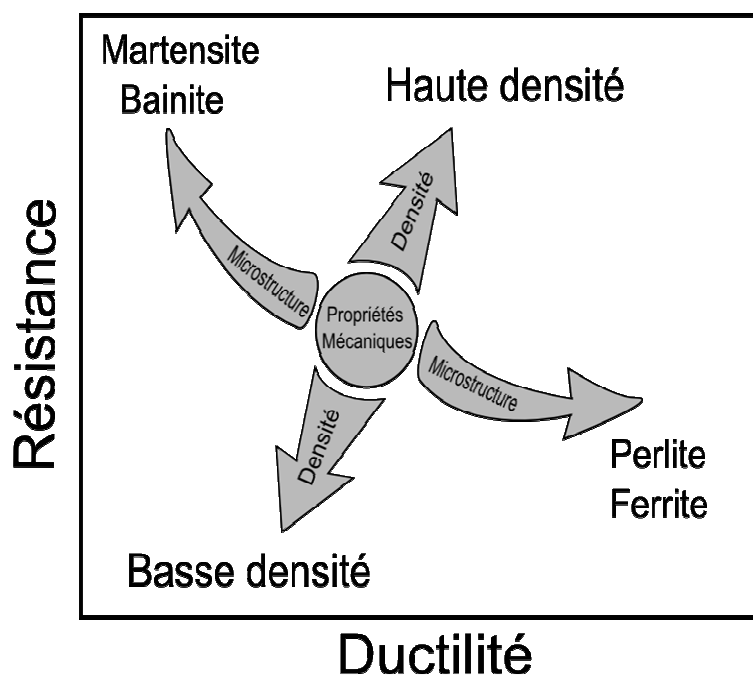 Martensite
Bainite
Haute densité
Densité
Microstructure
Propriétés
Mécaniques
Microstructure
Densité
Perlite
Ferrite
Basse densité
Résistance
Ductilité